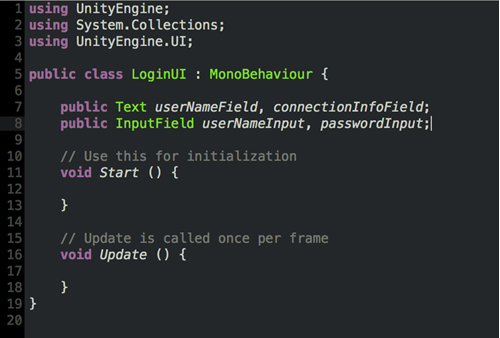 1 using UnityEngine;
2 using System.Collections;
3 using UnityEngine.UI;
4
5 public class LoginUI : MonoBehaviour {
6
7     public Text userNameField, connectionInfoField;
8     public InputField userNameInput, passwordInput;
9
10     // Use this for initialization
11     void Start () {
12
13     }
14
15     // Update is called once per frame
16     void Update () {
17
18     }
19 }
20